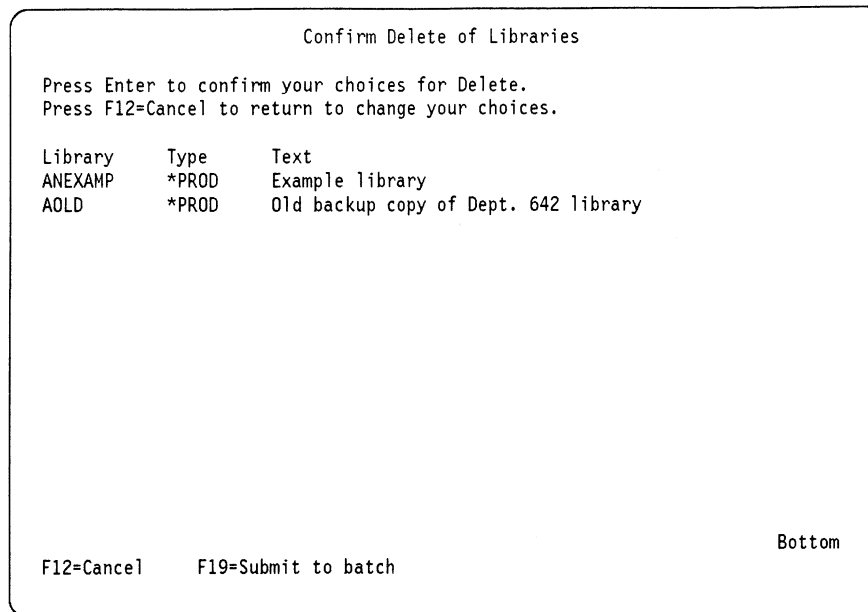 Confirm Delete of Libraries
Press Enter to confirm your choices for Delete.
Press F12=Cancel to return to change your choices.
Library Type Text
ANEXAMP *PROD Example library
AOLD *PROD Old backup copy of Dept. 642 library
Bottom
F12=Cancel F19=Submit to batch